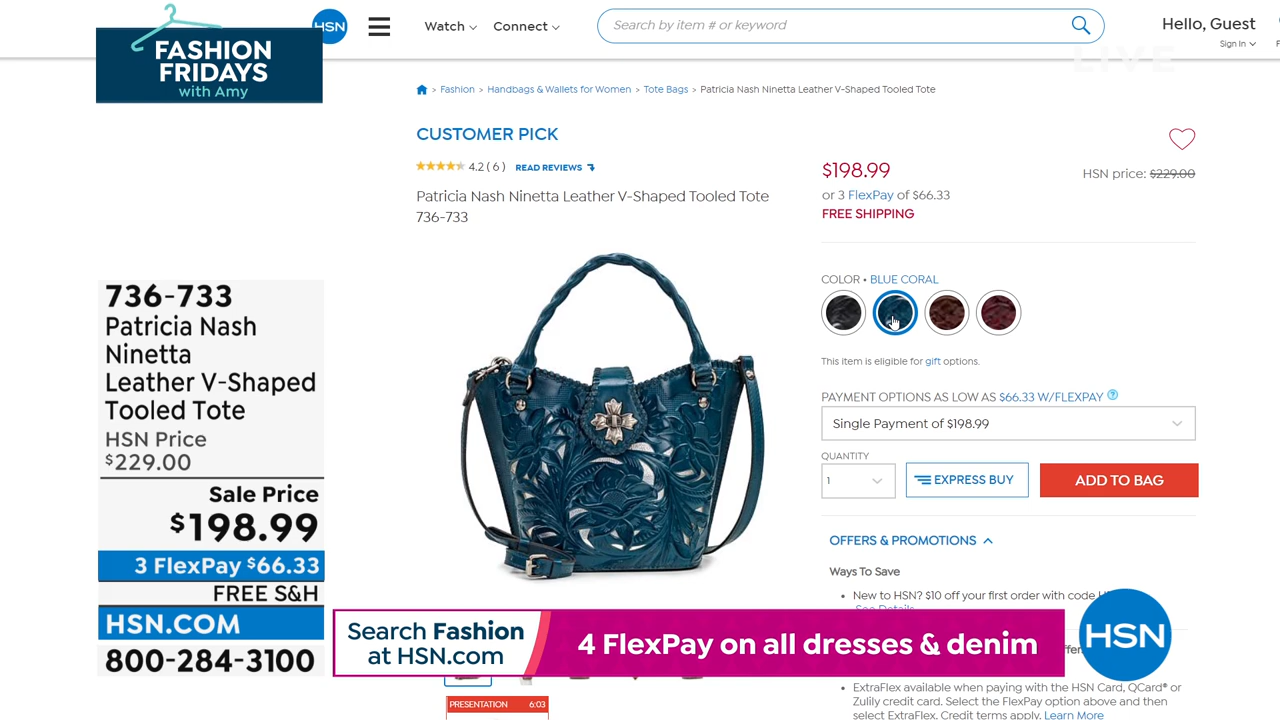 FASHION
FRIDAYS
with Amy
HSN
Watch
Connect
Search by item # or keyword
Hello, Guest
Sign In
LIVE
> Fashion > Handbags & Wallets for Women > Tote Bags > Patricia Nash Ninetta Leather V-Shaped Tooled Tote
CUSTOMER PICK
4.2 ( 6 ) READ REVIEWS
Patricia Nash Ninetta Leather V-Shaped Tooled Tote
736-733
$198.99
HSN price: $229.00
or 3 FlexPay of $66.33
FREE SHIPPING
COLOR • BLUE CORAL
This item is eligible for gift options.
PAYMENT OPTIONS AS LOW AS $66.33 W/FLEXPAY ?
Single Payment of $198.99
QUANTITY
1
EXPRESS BUY
ADD TO BAG
OFFERS & PROMOTIONS
Ways To Save
• New to HSN? $10 off your first order with code
See Details
• ExtraFlex available when paying with the HSN Card, QCard® or
Zulily credit card. Select the FlexPay option above and then
select ExtraFlex. Credit terms apply. Learn More
736-733
Patricia Nash
Ninetta
Leather V-Shaped
Tooled Tote
HSN Price
$229.00
Sale Price
$198.99
3 FlexPay $66.33
FREE S&H
HSN.COM
800-284-3100
Search Fashion
at HSN.com
4 FlexPay on all dresses & denim
HSN
PRESENTATION 6:03